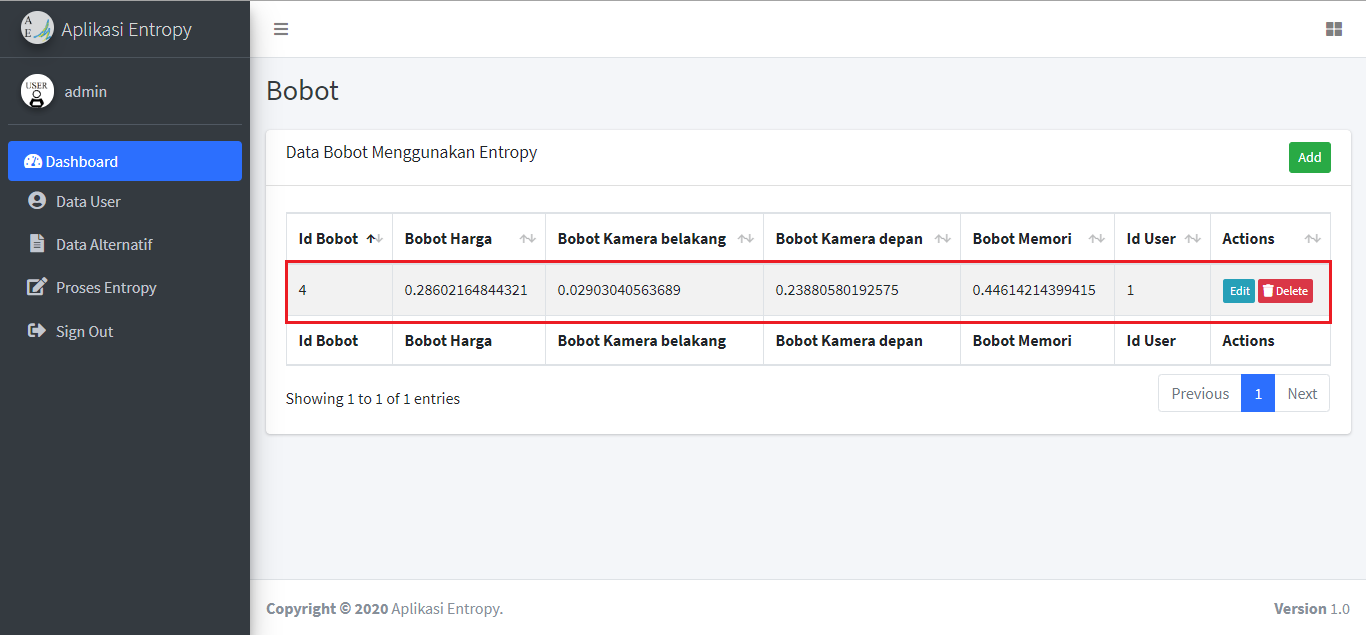 A
E
Aplikasi Entropy
USER
admin
Dashboard
Data User
Data Alternatif
Proses Entropy
Sign Out
Bobot
Data Bobot Menggunakan Entropy
Add
Id Bobot Bobot Harga Bobot Kamera belakang Bobot Kamera depan Bobot Memori Id User Actions
4 0.28602164844321 0.02903040563689 0.23880580192575 0.44614214399415 1 Edit Delete
Id Bobot Bobot Harga Bobot Kamera belakang Bobot Kamera depan Bobot Memori Id User Actions
Showing 1 to 1 of 1 entries
Previous 1 Next
Copyright © 2020 Aplikasi Entropy.
Version 1.0